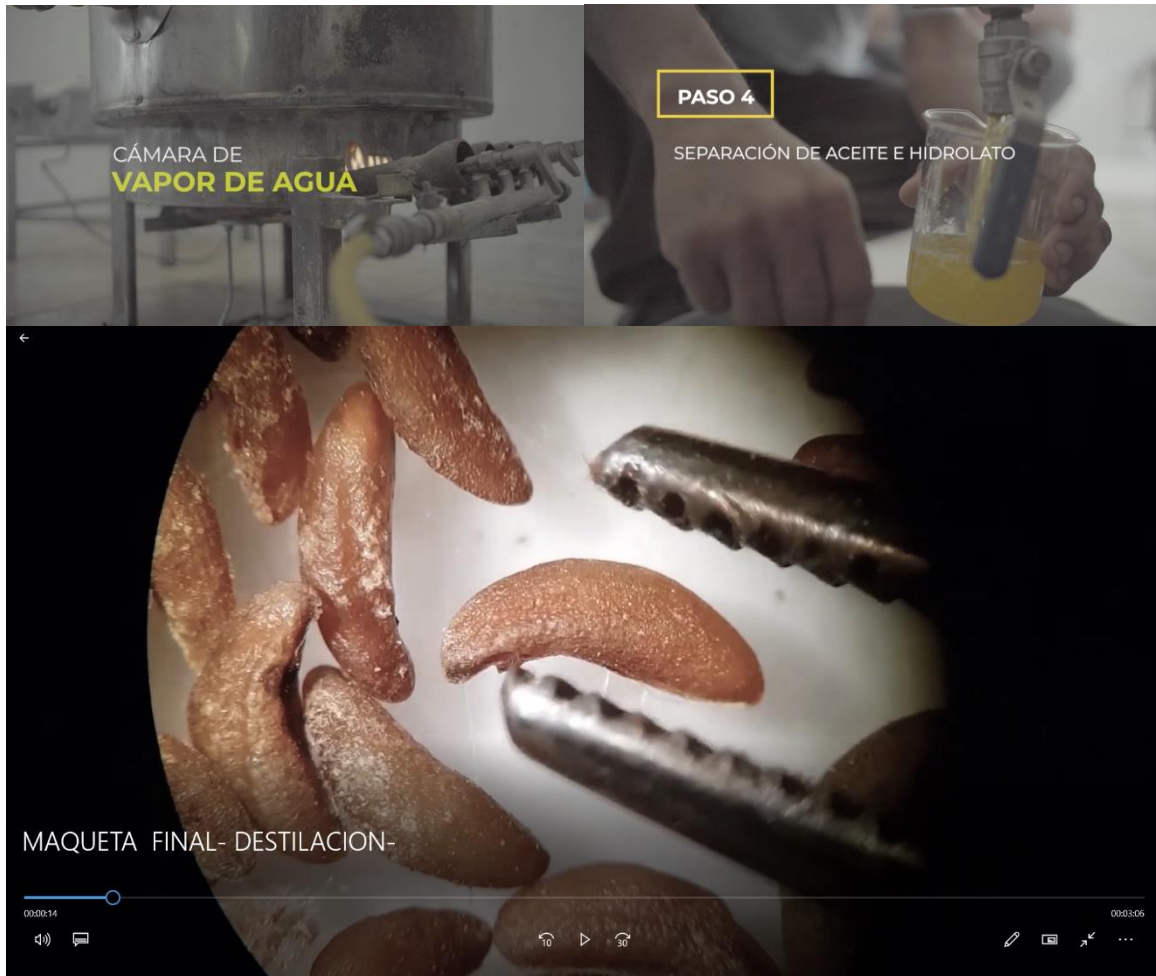 CÁMARA DE
VAPOR DE AGUA
PASO 4
SEPARACIÓN DE ACEITE E HIDROLATO
MAQUETA FINAL- DESTILACION-
00:00:14
00:03:06
10
30